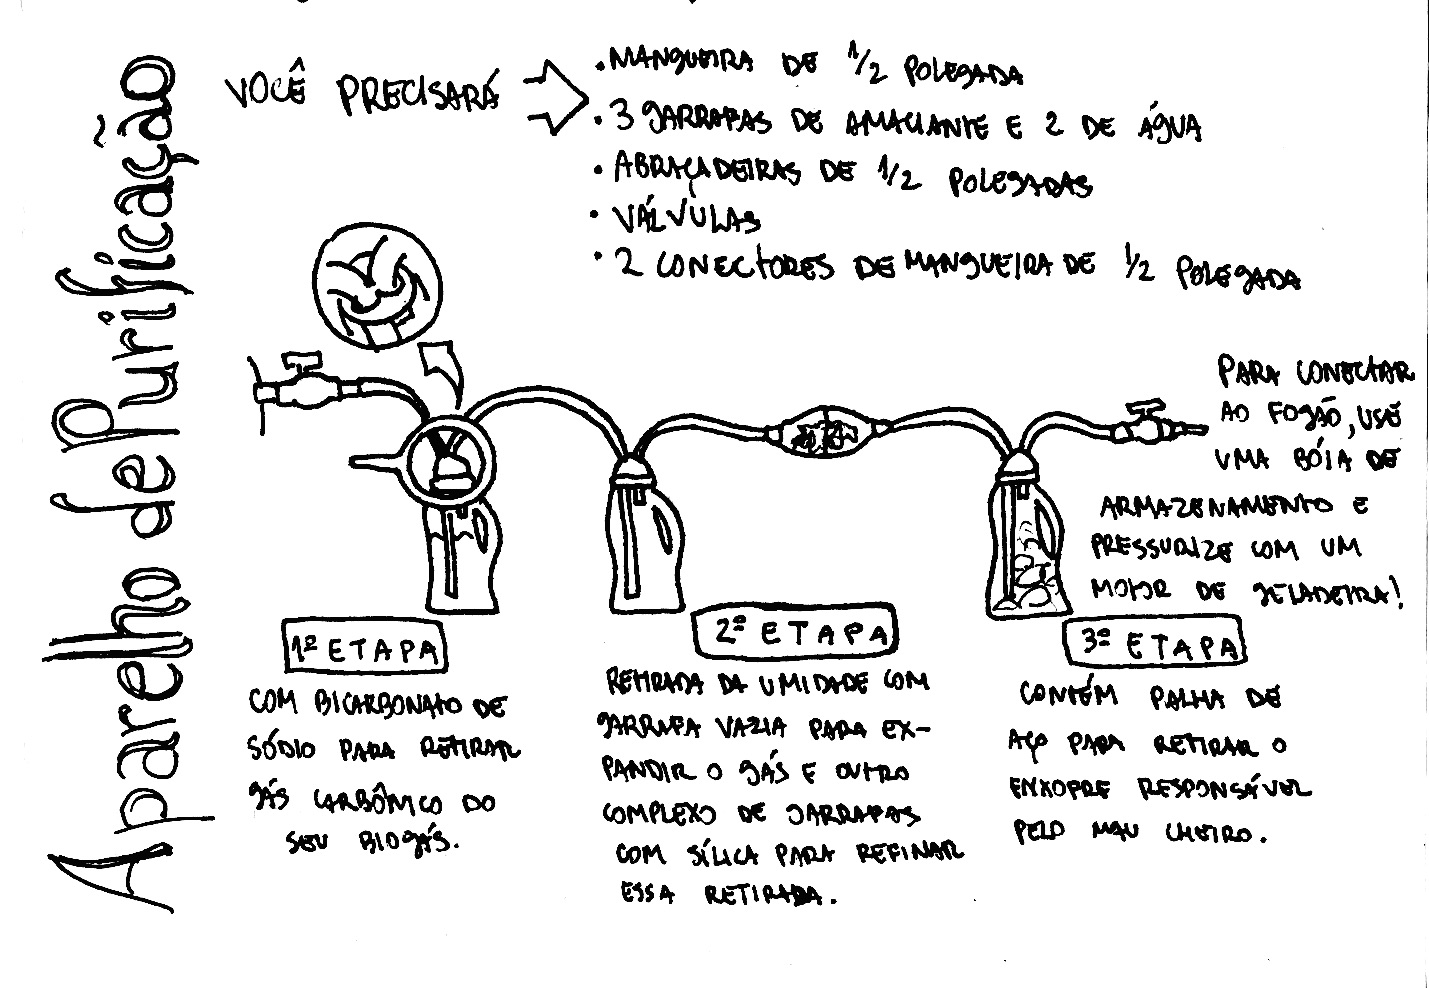 Aparelho de Purificação
VOCÊ PRECISARÁ
• MANGUEIRA DE 1/2 POLEGADA
• 3 GARRAFAS DE AMACIANTE E 2 DE ÁGUA
• ABRAÇADEIRAS DE 1/2 POLEGADAS
• VÁLVULAS
• 2 CONECTORES DE MANGUEIRA DE 1/2 POLEGADA
PARA CONECTAR
AO FOGÃO, USE
UMA BÓIA DE
ARMAZENAMENTO E
PRESSURIZE COM UM
MOTOR DE GELADEIRA!
1ª ETAPA
COM BICARBONATO DE
SÓDIO PARA RETIRAR
GÁS CARBÔNICO DO
SEU BIOGÁS.
2ª ETAPA
RETIRADA DA UMIDADE COM
GARRAFA VAZIA PARA EX-
PANDIR O GÁS E OUTRO
COMPLEXO DE GARRAFAS
COM SÍLICA PARA REFINAR
ESSA RETIRADA.
3ª ETAPA
CONTÉM PALHA DE
AÇO PARA RETIRAR O
ENXOFRE RESPONSÁVEL
PELO MAU CHEIRO.